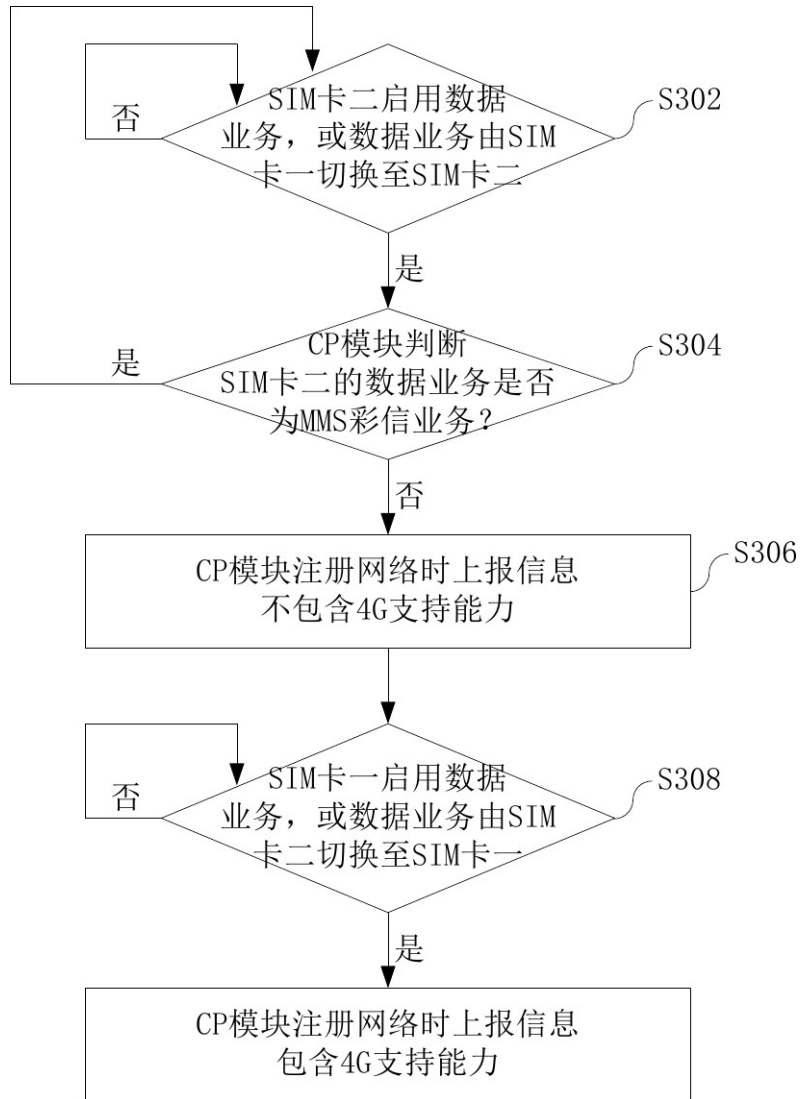 SIM卡二启用数据
业务，或数据业务由SIM
卡一切换至SIM卡二
S302
否
是
CP模块判断
SIM卡二的数据业务是否
为MMS彩信业务？
S304
是
否
CP模块注册网络时上报信息
不包含4G支持能力
S306
SIM卡一启用数据
业务，或数据业务由SIM
卡二切换至SIM卡一
S308
否
是
CP模块注册网络时上报信息
包含4G支持能力